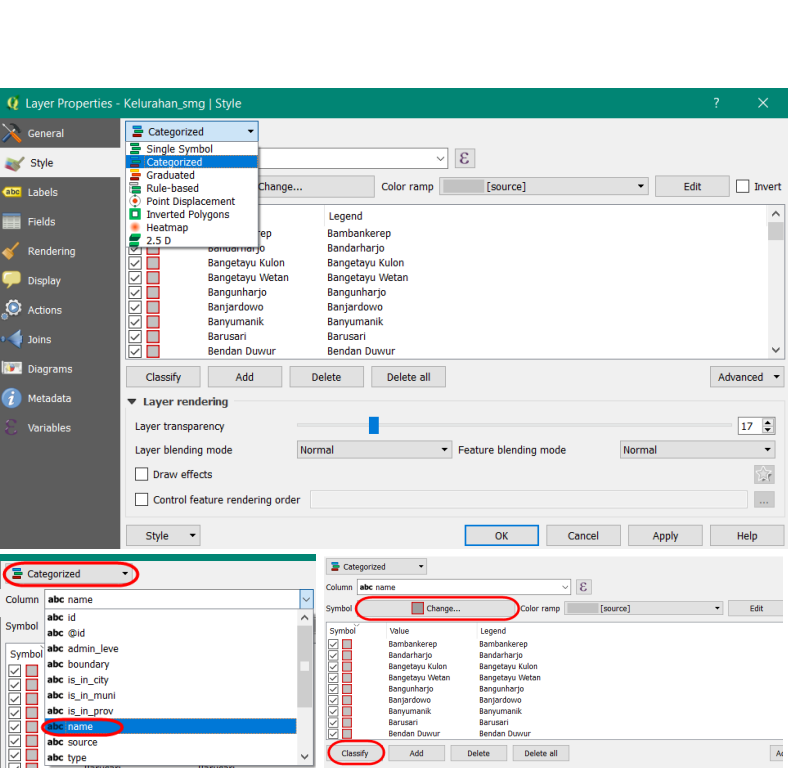 Layer Properties - Kelurahan_smg | Style
?
General
Categorized
Style
Single Symbol
Categorized
ε
Labels
abc
Graduated
Rule-based
Change...
Color ramp
[source]
Edit
Invert
Point Displacement
Fields
Inverted Polygons
Legend
Heatmap
rep
Bambankerep
2.5 D
Rendering
Bandarharjo
Bandarharjo
Bangetayu Kulon
Bangetayu Kulon
Display
Bangetayu Wetan
Bangetayu Wetan
Bangunharjo
Bangunharjo
Actions
Banjardowo
Banjardowo
Banyumanik
Banyumanik
Joins
Barusari
Barusari
Bendan Duwur
Bendan Duwur
Diagrams
Classify
Add
Delete
Delete all
Advanced
Metadata
Layer rendering
Variables
Layer transparency
17
Layer blending mode
Normal
Feature blending mode
Normal
Draw effects
Control feature rendering order
...
Style
OK
Cancel
Apply
Help
Categorized
Column
abc name
Symbol
abc id
abc @id
Symbol
abc admin_leve
abc boundary
abc is_in_city
abc is_in_muni
abc is_in_prov
abc name
abc source
abc type
Categorized
Column
abc name
ε
Symbol
Change...
Color ramp
[source]
Edit
Symbol
Value
Legend
Bambankerep
Bambankerep
Bandarharjo
Bandarharjo
Bangetayu Kulon
Bangetayu Kulon
Bangetayu Wetan
Bangetayu Wetan
Bangunharjo
Bangunharjo
Banjardowo
Banjardowo
Banyumanik
Banyumanik
Barusari
Barusari
Bendan Duwur
Bendan Duwur
Classify
Add
Delete
Delete all